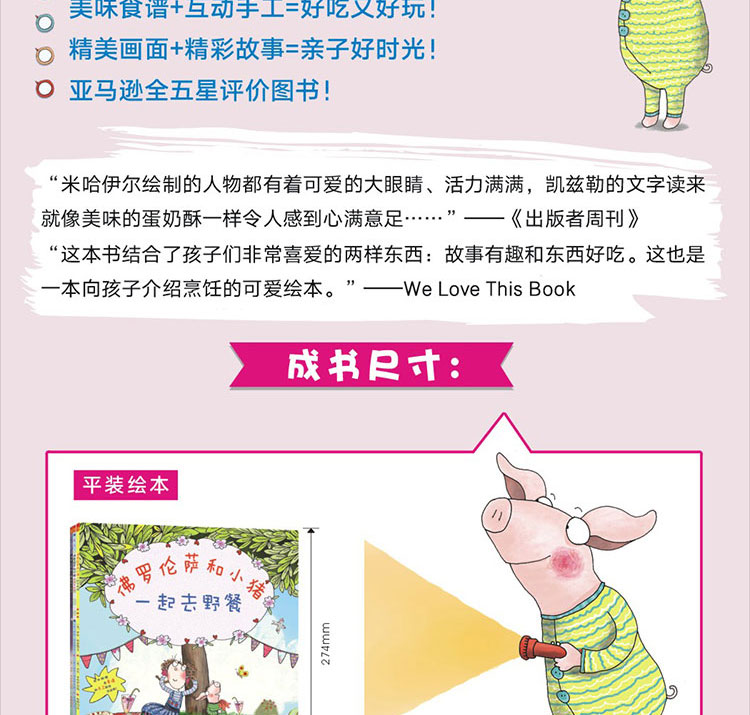 美味食谱+互动手工=好吃又好玩！
精美画面+精彩故事=亲子好时光！
亚马逊全五星评价图书！
“米哈伊尔绘制的人物都有着可爱的大眼睛、活力满满，凯兹勒的文字读来
就像美味的蛋奶酥一样令人感到心满意足……”——《出版者周刊》
“这本书结合了孩子们非常喜爱的两样东西：故事有趣和东西好吃。这也是
一本向孩子介绍烹饪的可爱绘本。”——We Love This Book
成书尺寸：
平装绘本
佛罗伦萨和小猪
一起去野餐
274mm